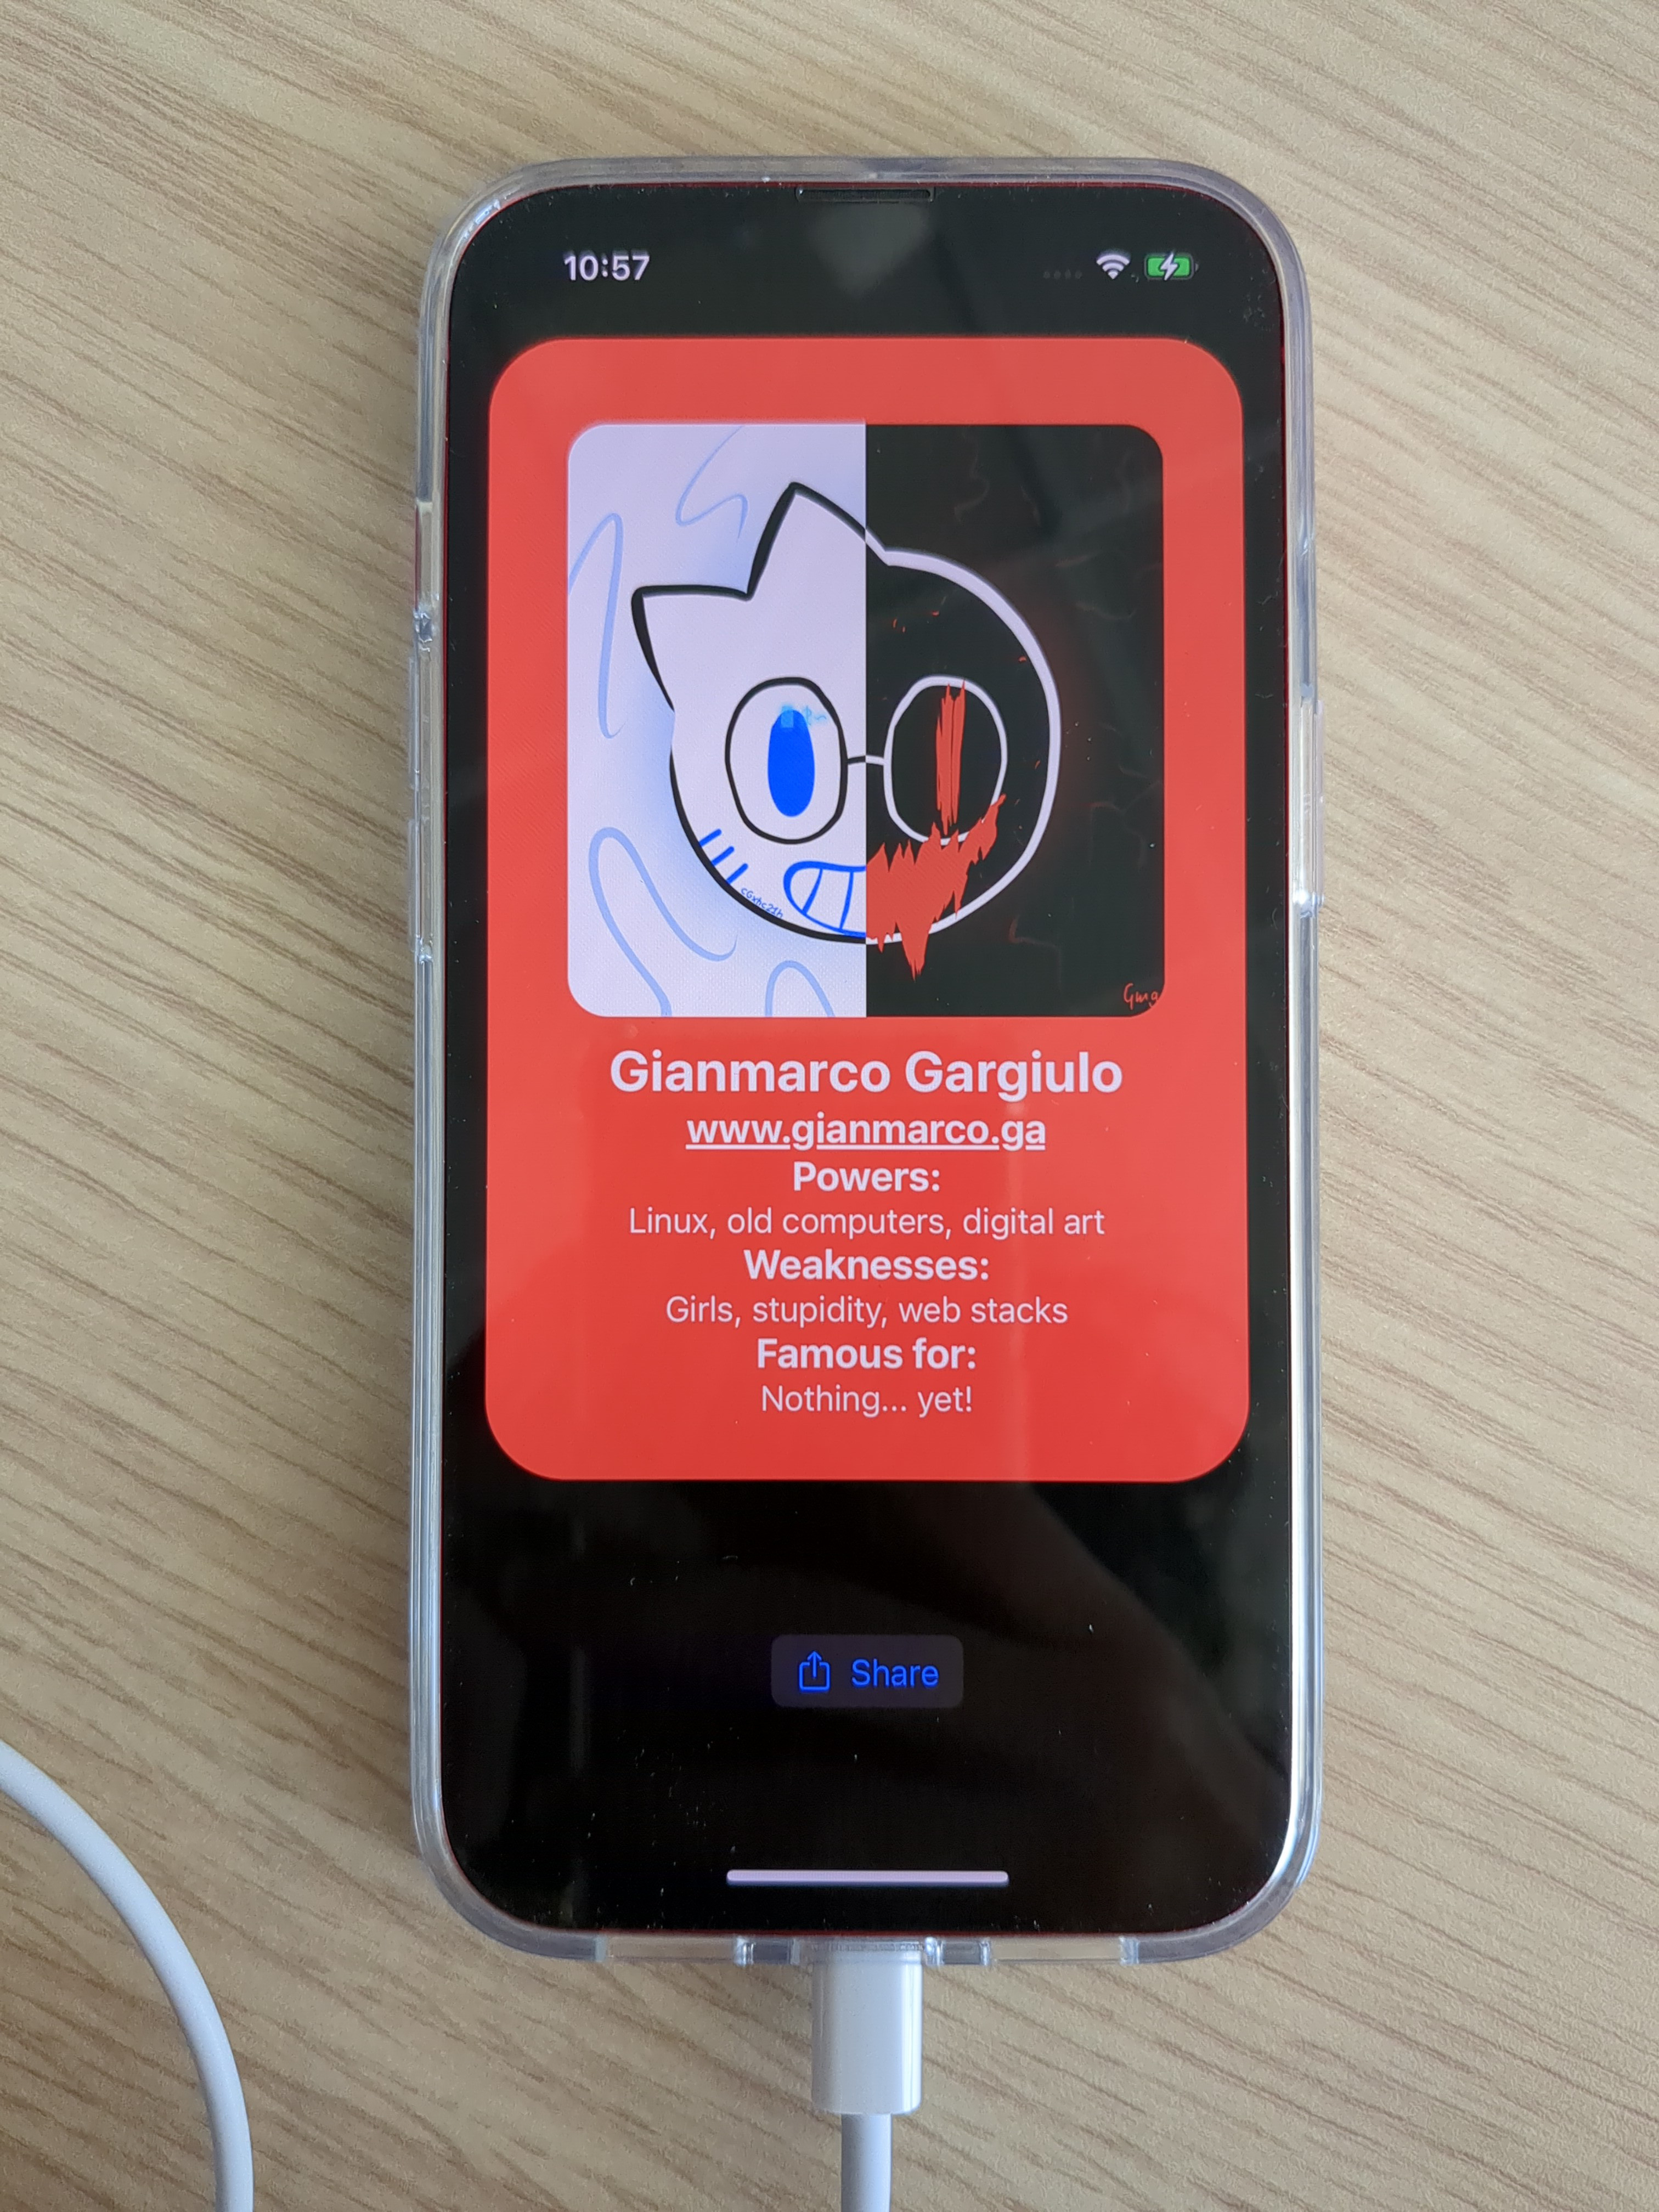 10:57
Gianmarco Gargiulo
www.gianmarco.ga
Powers:
Linux, old computers, digital art
Weaknesses:
Girls, stupidity, web stacks
Famous for:
Nothing... yet!
Share